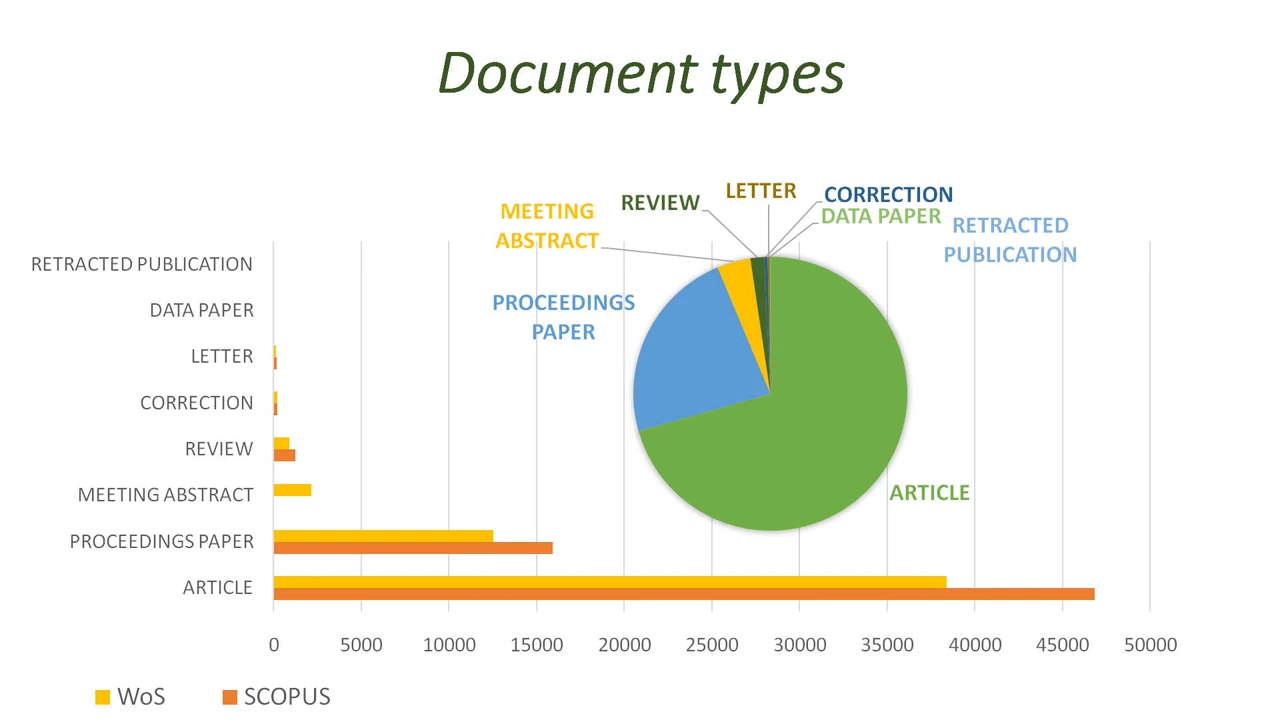 Document types
LETTER
REVIEW
CORRECTION
MEETING
ABSTRACT
DATA PAPER
RETRACTED
PUBLICATION
PROCEEDINGS
PAPER
ARTICLE
RETRACTED PUBLICATION
DATA PAPER
LETTER
CORRECTION
REVIEW
MEETING ABSTRACT
PROCEEDINGS PAPER
ARTICLE
0 5000 10000 15000 20000 25000 30000 35000 40000 45000 50000
WoS SCOPUS